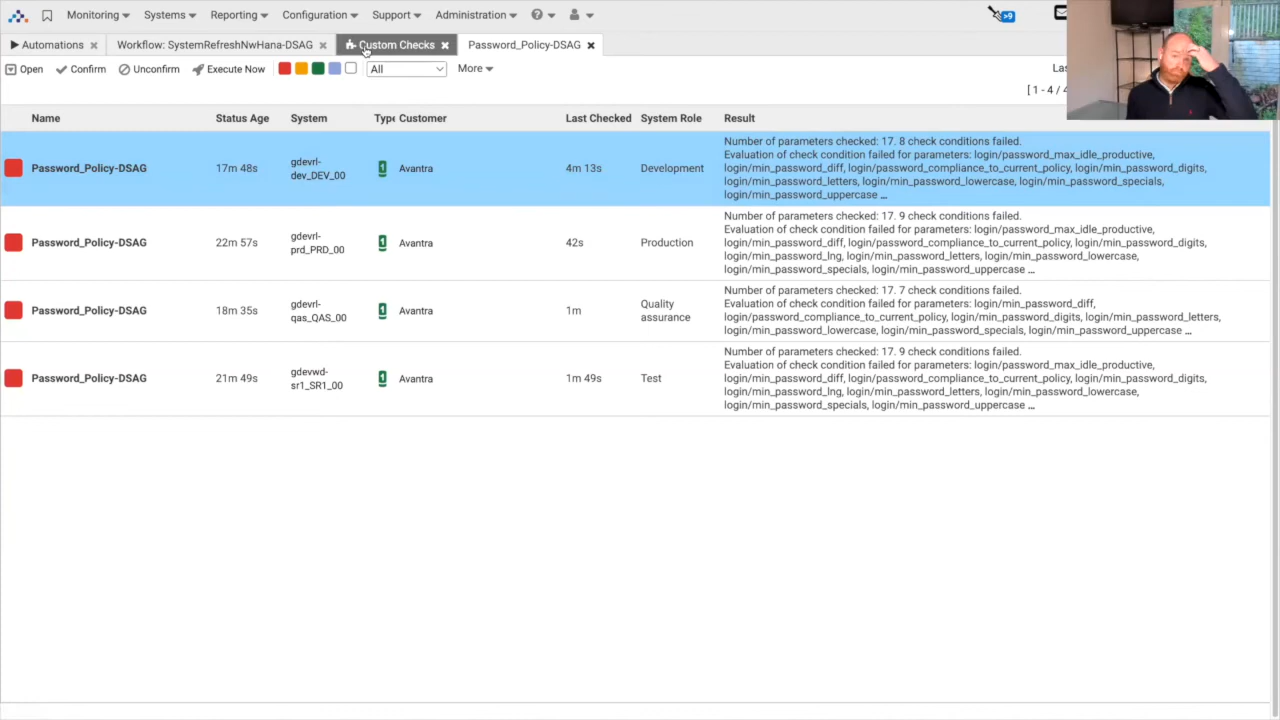 Monitoring Systems Reporting Configuration Support Administration
>9
Automations Workflow: SystemRefreshNwHana-DSAG Custom Checks Password_Policy-DSAG
Open Confirm Unconfirm Execute Now All More
[ 1 - 4 /
Name Status Age System Customer Last Checked System Role Result
Password_Policy-DSAG 17m 48s gdevrl-
dev_DEV_00 1 Avantra 4m 13s Development
Number of parameters checked: 17. 8 check conditions failed.
Evaluation of check condition failed for parameters: login/password_max_idle_productive,
login/min_password_diff, login/password_compliance_to_current_policy, login/min_password_digits,
login/min_password_letters, login/min_password_lowercase, login/min_password_specials,
login/min_password_uppercase ...
Password_Policy-DSAG 22m 57s gdevrl-
prd_PRD_00 1 Avantra 42s Production
Number of parameters checked: 17. 9 check conditions failed.
Evaluation of check condition failed for parameters: login/password_max_idle_productive,
login/min_password_diff, login/password_compliance_to_current_policy, login/min_password_digits,
login/min_password_lng, login/min_password_letters, login/min_password_lowercase,
login/min_password_specials, login/min_password_uppercase ...
Password_Policy-DSAG 18m 35s gdevrl-
qas_QAS_00 1 Avantra 1m Quality
assurance
Number of parameters checked: 17. 7 check conditions failed.
Evaluation of check condition failed for parameters: login/min_password_diff,
login/password_compliance_to_current_policy, login/min_password_digits, login/min_password_letters,
login/min_password_lowercase, login/min_password_specials, login/min_password_uppercase ...
Password_Policy-DSAG 21m 49s gdevwd-
sr1_SR1_00 1 Avantra 1m 49s Test
Number of parameters checked: 17. 9 check conditions failed.
Evaluation of check condition failed for parameters: login/password_max_idle_productive,
login/min_password_diff, login/password_compliance_to_current_policy, login/min_password_digits,
login/min_password_lng, login/min_password_letters, login/min_password_lowercase,
login/min_password_specials, login/min_password_uppercase ...